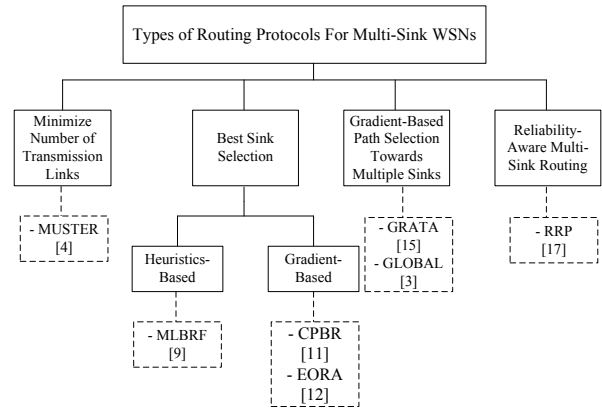 Types of Routing Protocols For Multi-Sink WSNs
Minimize
Number of
Transmission
Links
Best Sink
Selection
Gradient-Based
Path Selection
Towards
Multiple Sinks
Reliability-
Aware Multi-
Sink Routing
- MUSTER
[4]
Heuristics-
Based
Gradient-
Based
- GRATA
[15]
- GLOBAL
[3]
- RRP
[17]
- MLBRF
[9]
- CPBR
[11]
- EORA
[12]